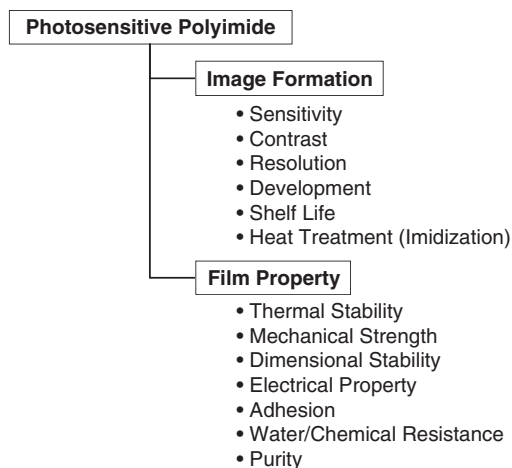 Photosensitive Polyimide
Image Formation
• Sensitivity
• Contrast
• Resolution
• Development
• Shelf Life
• Heat Treatment (Imidization)
Film Property
• Thermal Stability
• Mechanical Strength
• Dimensional Stability
• Electrical Property
• Adhesion
• Water/Chemical Resistance
• Purity